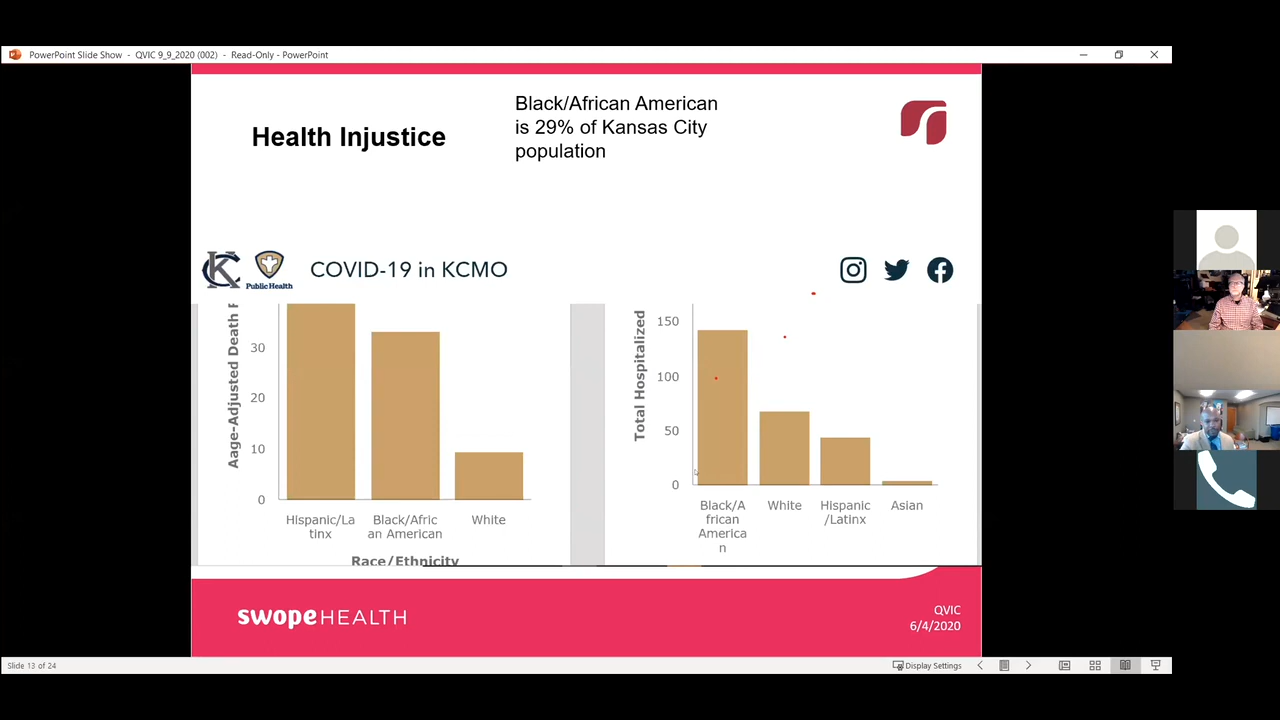 PowerPoint Slide Show - QVIC 9_9_2020 (002) - Read-Only - PowerPoint
Health Injustice
Black/African American
is 29% of Kansas City
population
KC
Public Health
COVID-19 in KCMO
Aage-Adjusted Death
30
20
10
0
Hispanic/La
tinx
Black/Afric
an American
White
Race/Ethnicity
Total Hospitalized
150
100
50
0
Black/A
frican
America
n
White
Hispanic
/Latinx
Asian
swope HEALTH
QVIC
6/4/2020
Slide 13 of 24
Display Settings